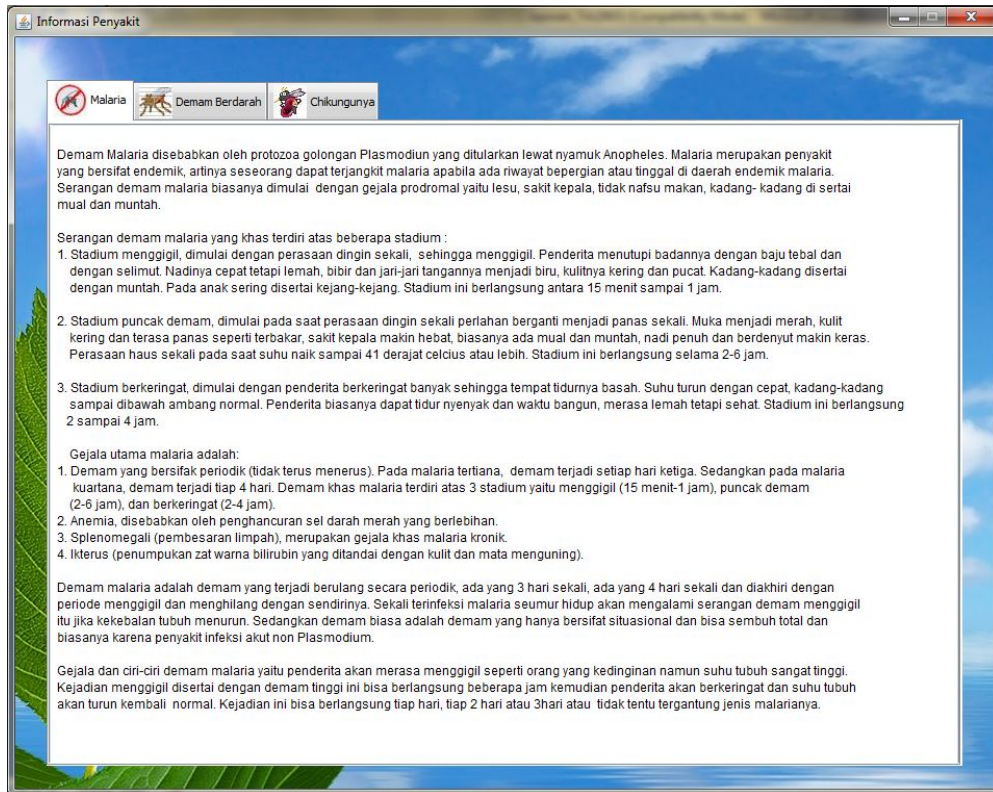 Informasi Penyakit
Malaria
Demam Berdarah
Chikungunya
Demam Malaria disebabkan oleh protozoa golongan Plasmodiun yang ditularkan lewat nyamuk Anopheles. Malaria merupakan penyakit
yang bersifat endemik, artinya seseorang dapat terjangkit malaria apabila ada riwayat bepergian atau tinggal di daerah endemik malaria.
Serangan demam malaria biasanya dimulai dengan gejala prodromal yaitu lesu, sakit kepala, tidak nafsu makan, kadang- kadang di sertai
mual dan muntah.
Serangan demam malaria yang khas terdiri atas beberapa stadium :
1. Stadium menggigil, dimulai dengan perasaan dingin sekali, sehingga menggigil. Penderita menutupi badannya dengan baju tebal dan
dengan selimut. Nadinya cepat tetapi lemah, bibir dan jari-jari tangannya menjadi biru, kulitnya kering dan pucat. Kadang-kadang disertai
dengan muntah. Pada anak sering disertai kejang-kejang. Stadium ini berlangsung antara 15 menit sampai 1 jam.
2. Stadium puncak demam, dimulai pada saat perasaan dingin sekali perlahan berganti menjadi panas sekali. Muka menjadi merah, kulit
kering dan terasa panas seperti terbakar, sakit kepala makin hebat, biasanya ada mual dan muntah, nadi penuh dan berdenyut makin keras.
Perasaan haus sekali pada saat suhu naik sampai 41 derajat celcius atau lebih. Stadium ini berlangsung selama 2-6 jam.
3. Stadium berkeringat, dimulai dengan penderita berkeringat banyak sehingga tempat tidurnya basah. Suhu turun dengan cepat, kadang-kadang
sampai dibawah ambang normal. Penderita biasanya dapat tidur nyenyak dan waktu bangun, merasa lemah tetapi sehat. Stadium ini berlangsung
2 sampai 4 jam.
Gejala utama malaria adalah:
1. Demam yang bersifak periodik (tidak terus menerus). Pada malaria tertiana, demam terjadi setiap hari ketiga. Sedangkan pada malaria
kuartana, demam terjadi tiap 4 hari. Demam khas malaria terdiri atas 3 stadium yaitu menggigil (15 menit-1 jam), puncak demam
(2-6 jam), dan berkeringat (2-4 jam).
2. Anemia, disebabkan oleh penghancuran sel darah merah yang berlebihan.
3. Splenomegali (pembesaran limpah), merupakan gejala khas malaria kronik.
4. Ikterus (penumpukan zat warna bilirubin yang ditandai dengan kulit dan mata menguning).
Demam malaria adalah demam yang terjadi berulang secara periodik, ada yang 3 hari sekali, ada yang 4 hari sekali dan diakhiri dengan
periode menggigil dan menghilang dengan sendirinya. Sekali terinfeksi malaria seumur hidup akan mengalami serangan demam menggigil
itu jika kekebalan tubuh menurun. Sedangkan demam biasa adalah demam yang hanya bersifat situasional dan bisa sembuh total dan
biasanya karena penyakit infeksi akut non Plasmodium.
Gejala dan ciri-ciri demam malaria yaitu penderita akan merasa menggigil seperti orang yang kedinginan namun suhu tubuh sangat tinggi.
Kejadian menggigil disertai dengan demam tinggi ini bisa berlangsung beberapa jam kemudian penderita akan berkeringat dan suhu tubuh
akan turun kembali normal. Kejadian ini bisa berlangsung tiap hari, tiap 2 hari atau 3hari atau tidak tentu tergantung jenis malarianya.